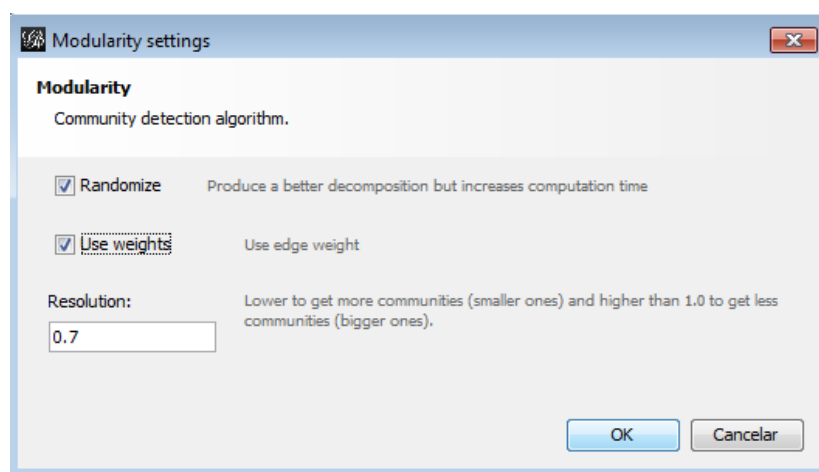 Modularity settings
Modularity
Community detection algorithm.
Randomize Produce a better decomposition but increases computation time
Use weights Use edge weight
Resolution: Lower to get more communities (smaller ones) and higher than 1.0 to get less
communities (bigger ones).
0.7
OK Cancelar